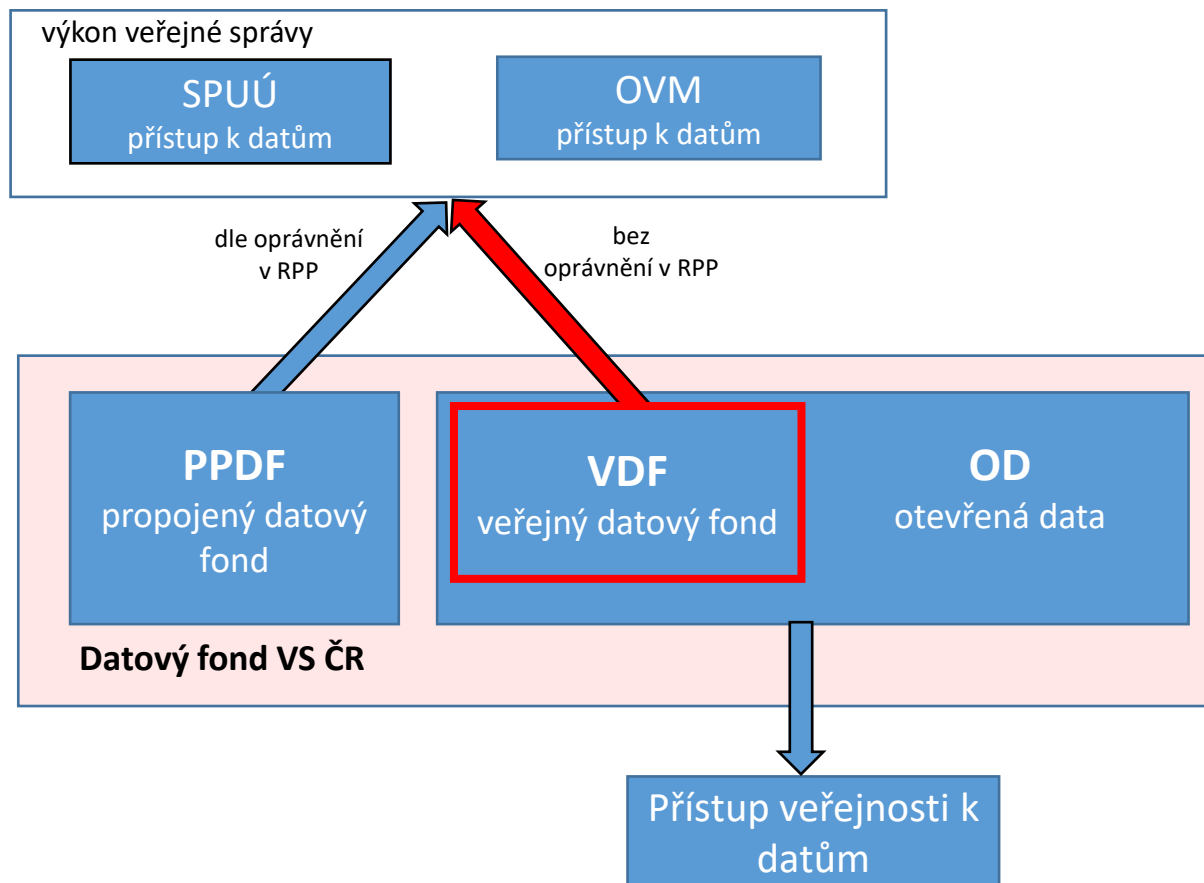 výkon veřejné správy
SPUÚ
přístup k datům
OVM
přístup k datům
dle oprávnění
v RPP
bez
oprávnění v RPP
PPDF
propojený datový
fond
VDF
veřejný datový fond
OD
otevřená data
Datový fond VS ČR
Přístup veřejnosti k
datům